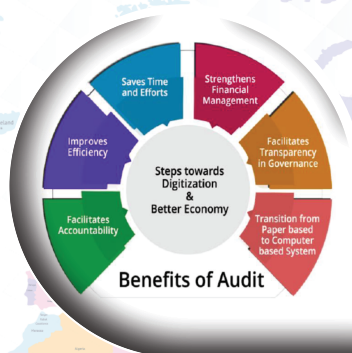 Saves Time
and Efforts
Strengthens
Financial
Management
Improves
Efficiency
Facilitates
Transparency
in Governance
Steps towards
Digitization
&
Better Economy
Facilitates
Accountability
Transition from
Paper based
to Computer
based System
Benefits of Audit